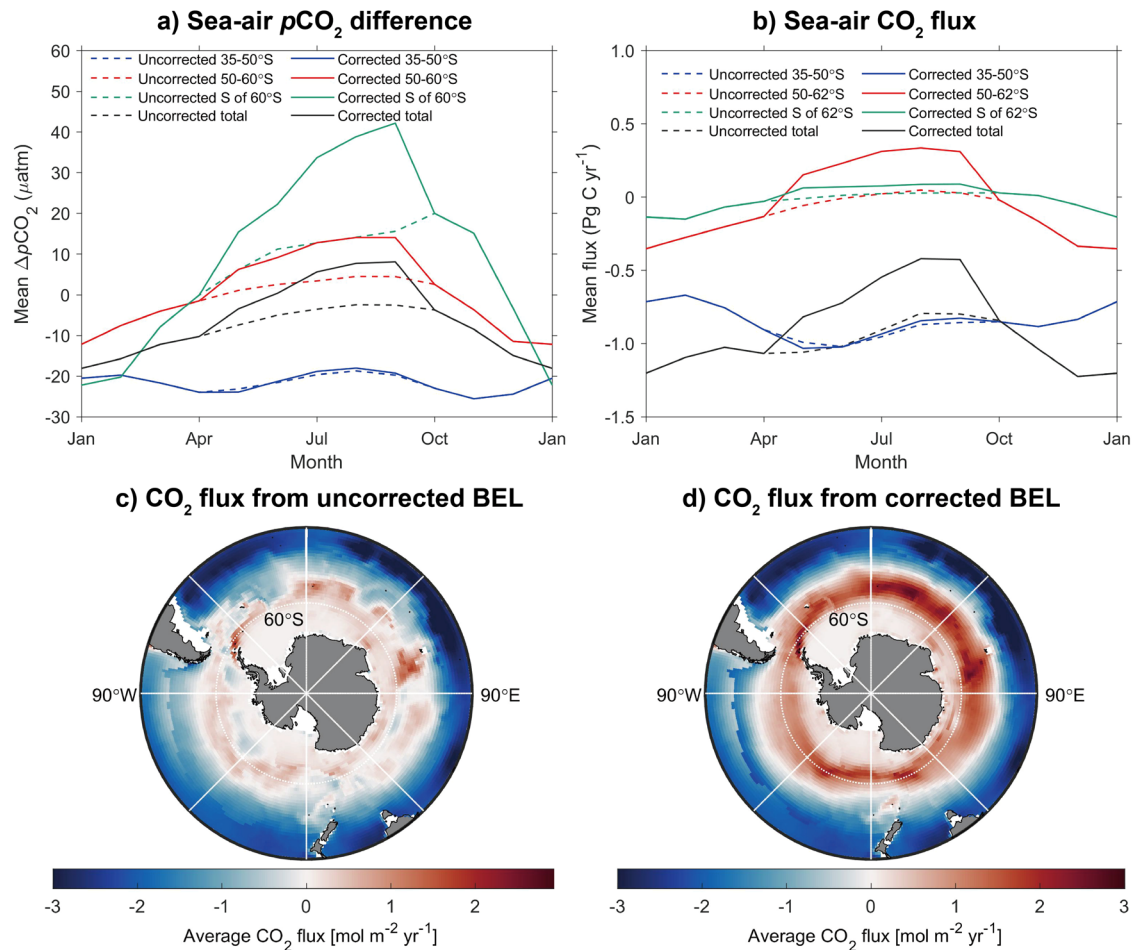 a) Sea-air pCO₂ difference
60
50
40
30
20
10
0
-10
-20
-30
Mean ΔpCO₂ (μatm)
Uncorrected 35-50°S
Uncorrected 50-60°S
Uncorrected S of 60°S
Uncorrected total
Corrected 35-50°S
Corrected 50-60°S
Corrected S of 60°S
Corrected total
Jan Apr Jul Oct Jan
Month
b) Sea-air CO₂ flux
1.0
0.5
0
-0.5
-1.0
-1.5
Mean flux (Pg C yr⁻¹)
Uncorrected 35-50°S
Uncorrected 50-62°S
Uncorrected S of 62°S
Uncorrected total
Corrected 35-50°S
Corrected 50-62°S
Corrected S of 62°S
Corrected total
Jan Apr Jul Oct Jan
Month
c) CO₂ flux from uncorrected BEL
60°S
90°W
90°E
-3 -2 -1 0 1 2
Average CO₂ flux [mol m⁻² yr⁻¹]
d) CO₂ flux from corrected BEL
60°S
90°W
90°E
-3 -2 -1 0 1 2 3
Average CO₂ flux [mol m⁻² yr⁻¹]